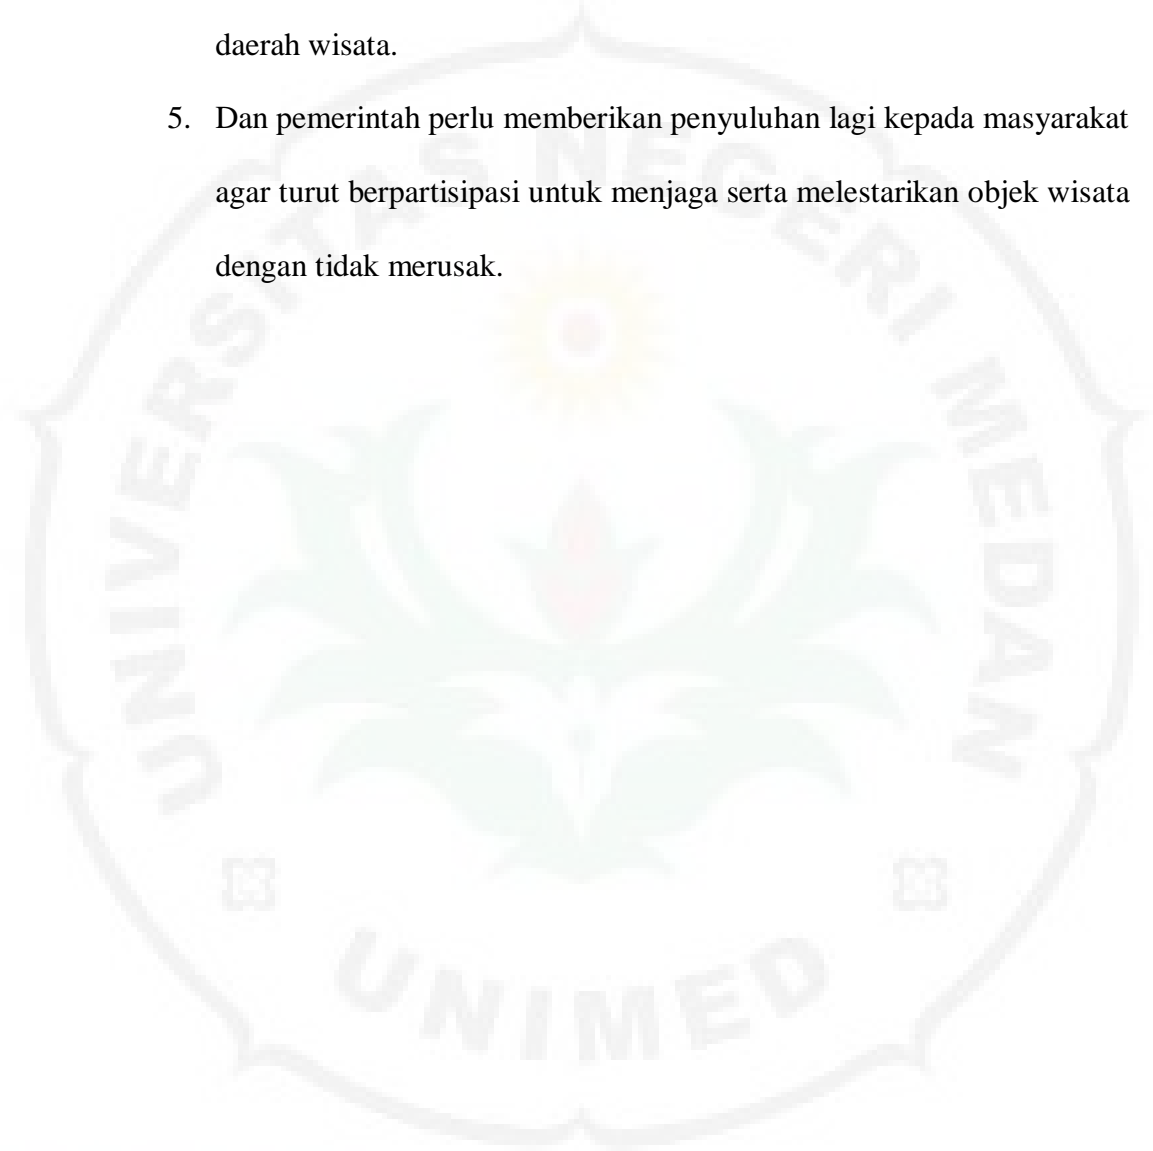 daerah wisata.
5. Dan pemerintah perlu memberikan penyuluhan lagi kepada masyarakat
agar turut berpartisipasi untuk menjaga serta melestarikan objek wisata
dengan tidak merusak.
UNIVERSITAS NEGERI MEDAN
UNIMED